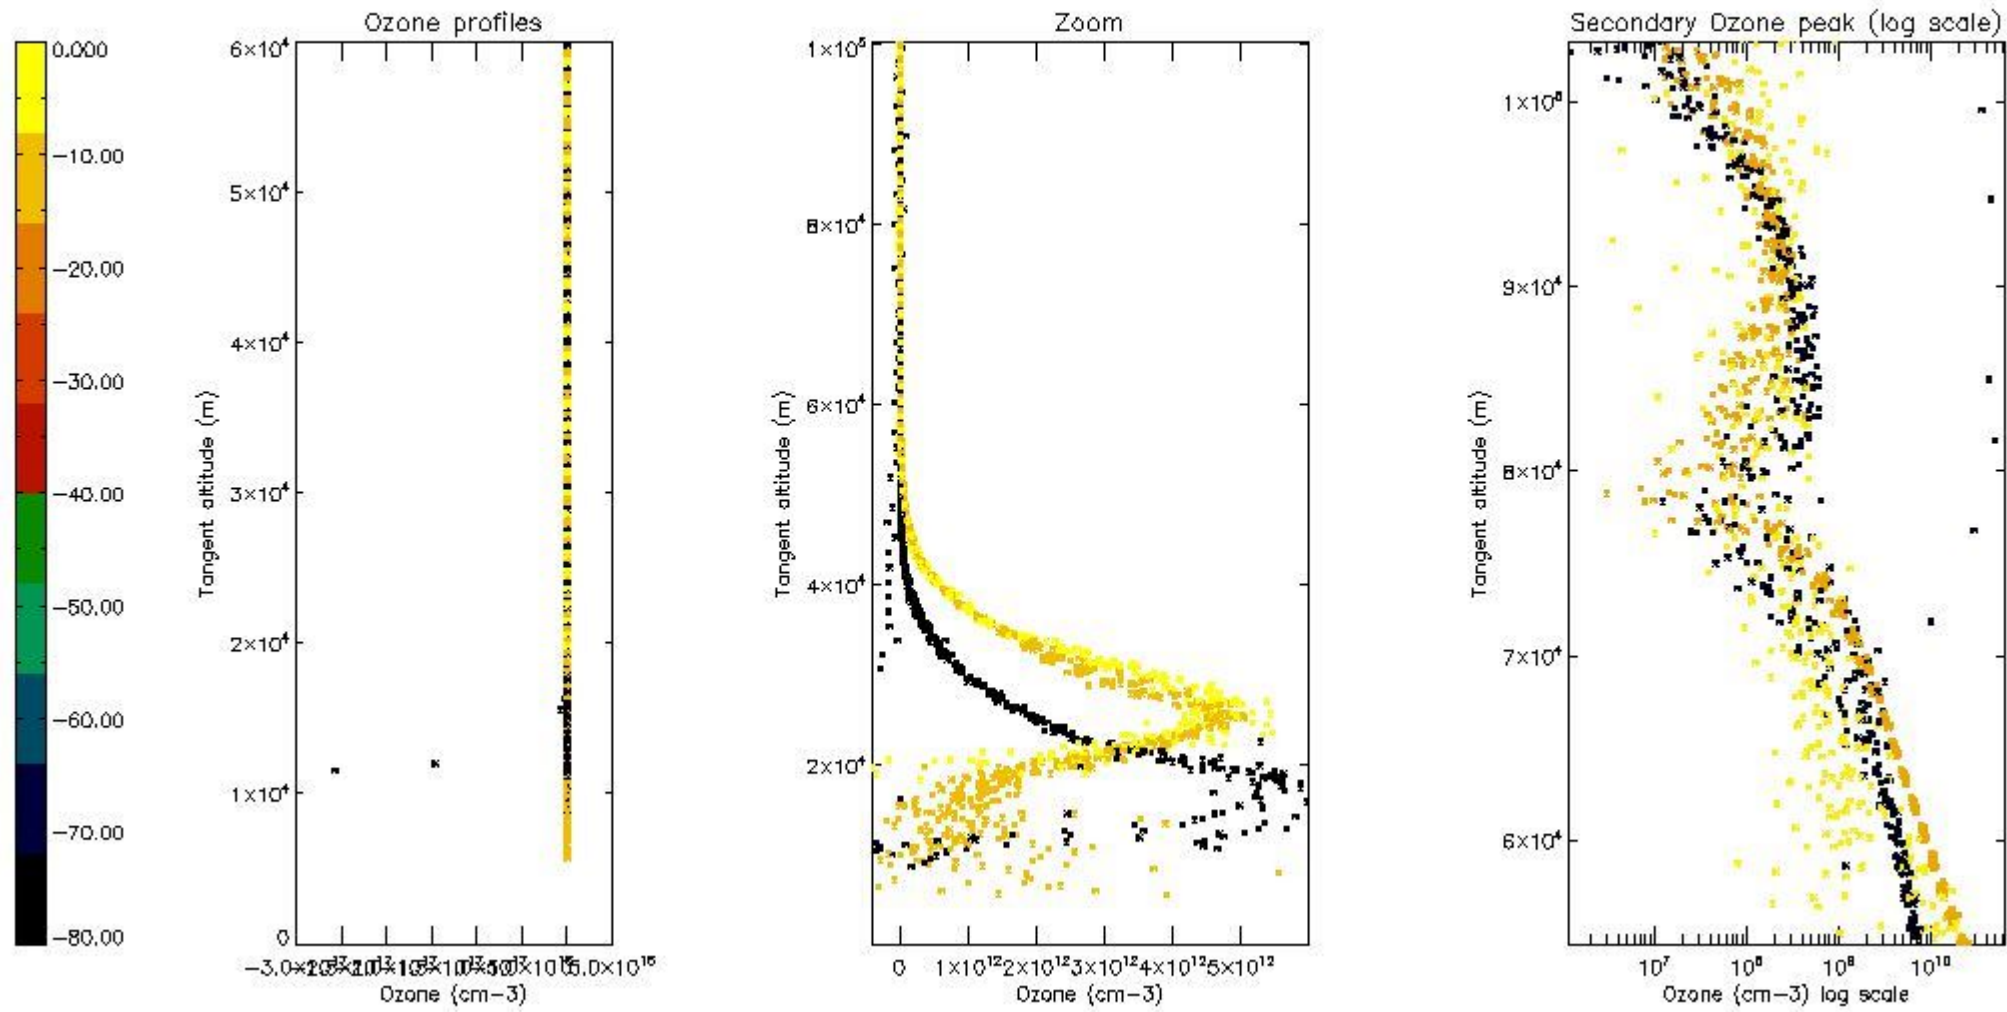 Ozone profiles
Zoom
Secondary Ozone peak (log scale)
0.000
−10.00
−20.00
−30.00
−40.00
−50.00
−60.00
−70.00
−80.00
6×10⁴
5×10⁴
4×10⁴
3×10⁴
2×10⁴
1×10⁴
0
Tangent altitude (m)
5.0×10¹⁵
Ozone (cm−3)
1×10⁵
8×10⁴
6×10⁴
4×10⁴
2×10⁴
Tangent altitude (m)
0 1×10¹² 2×10¹² 3×10¹² 4×10¹² 5×10¹²
Ozone (cm−3)
1×10⁵
9×10⁴
8×10⁴
7×10⁴
6×10⁴
Tangent altitude (m)
10⁷ 10⁸ 10⁹ 10¹⁰
Ozone (cm−3) log scale